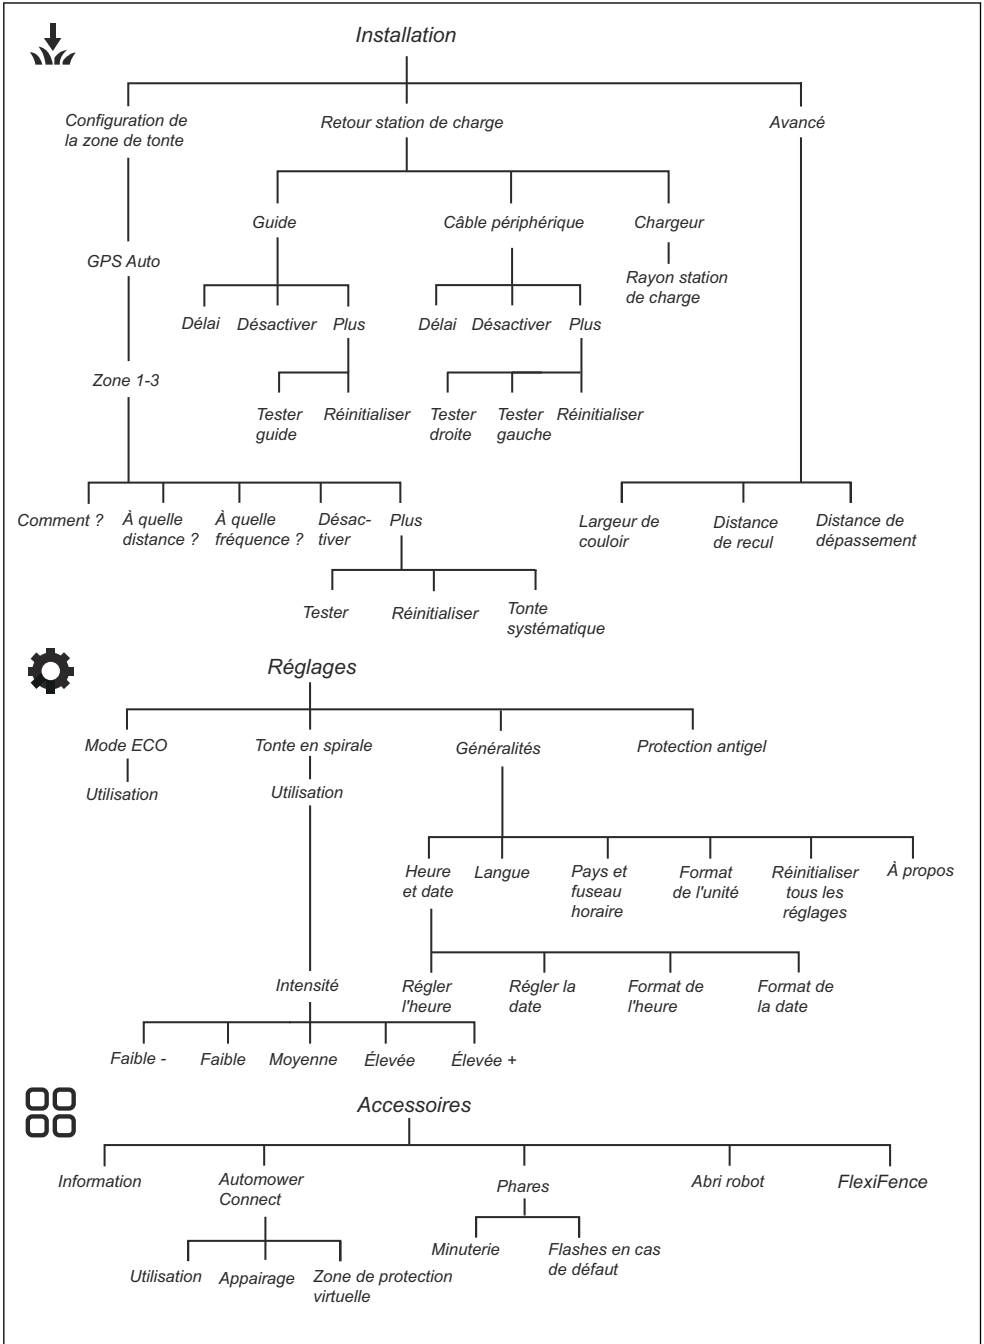 Installation
Configuration de
la zone de tonte
Retour station de charge
Avancé
Guide
Câble périphérique
Chargeur
GPS Auto
Rayon station
de charge
Délai
Désactiver
Plus
Délai
Désactiver
Plus
Zone 1-3
Tester
guide
Réinitialiser
Tester
droite
Tester
gauche
Réinitialiser
Comment ?
À quelle
distance ?
À quelle
fréquence ?
Désac-
tiver
Plus
Largeur de
couloir
Distance
de recul
Distance de
dépassement
Tester
Réinitialiser
Tonte
systématique
Réglages
Mode ECO
Tonte en spirale
Généralités
Protection antigel
Utilisation
Utilisation
Heure
et date
Langue
Pays et
fuseau
horaire
Format
de l'unité
Réinitialiser
tous les
réglages
À propos
Intensité
Régler
l'heure
Régler la
date
Format de
l'heure
Format de
la date
Faible -
Faible
Moyenne
Élevée
Élevée +
Accessoires
Information
Automower
Connect
Phares
Abri robot
FlexiFence
Utilisation
Appairage
Zone de protection
virtuelle
Minuterie
Flashes en cas
de défaut